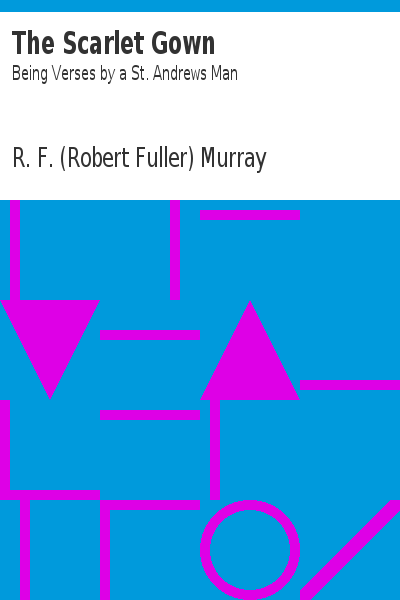 The Scarlet Gown
Being Verses by a St. Andrews Man
R. F. (Robert Fuller) Murray